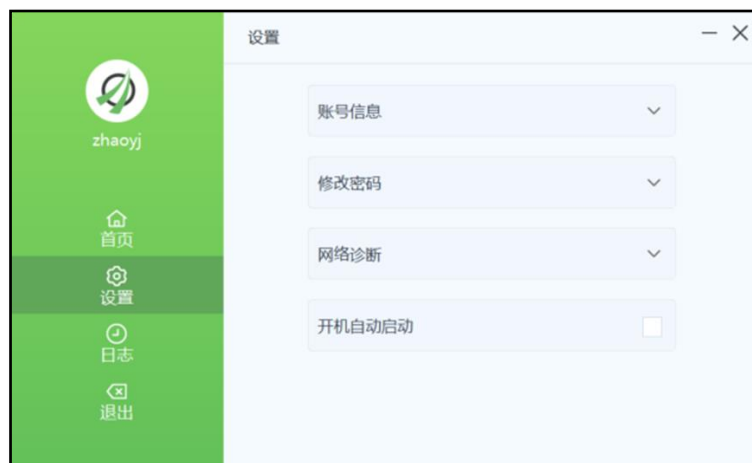 设置
zhaoyj
首页
设置
日志
退出
账号信息
修改密码
网络诊断
开机自动启动